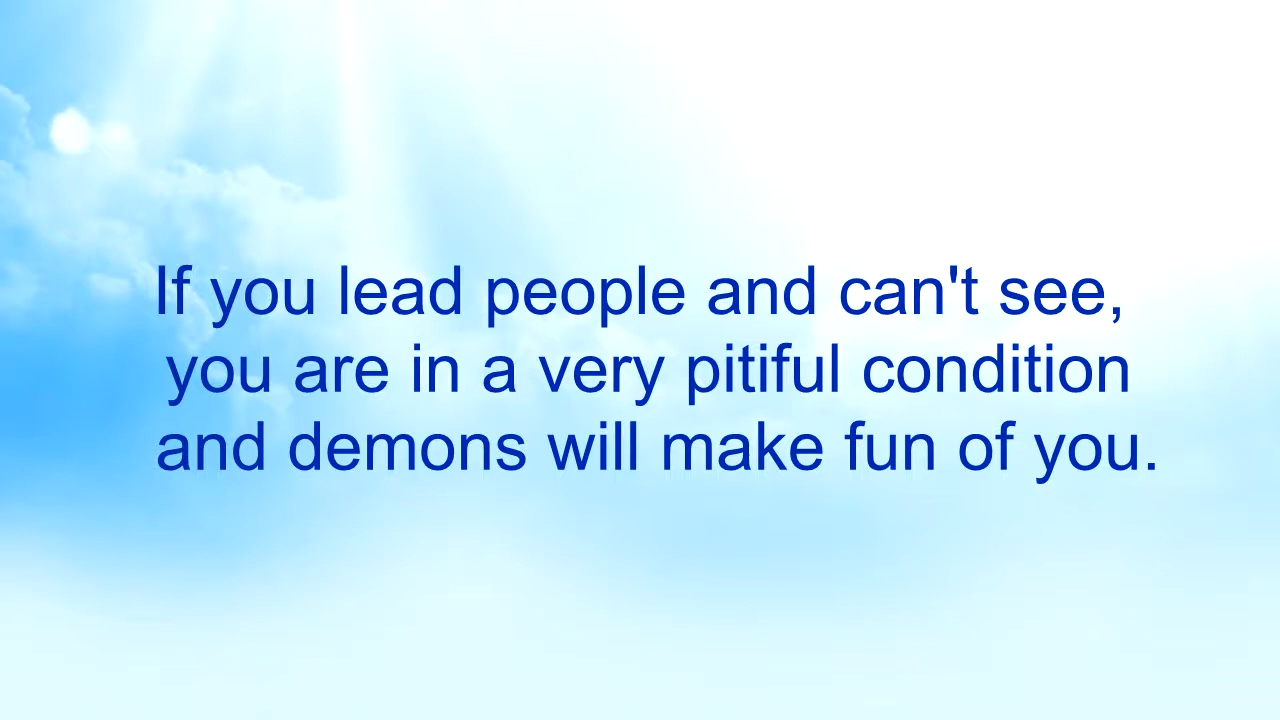 If you lead people and can't see,
you are in a very pitiful condition
and demons will make fun of you.